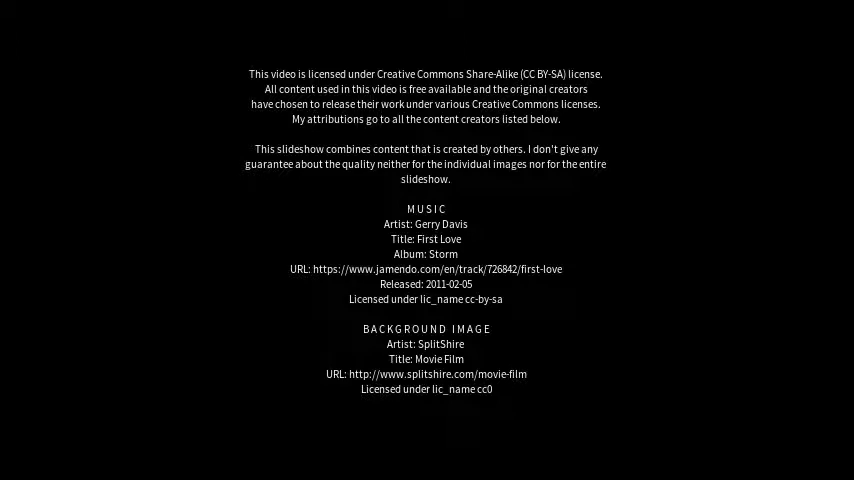 This video is licensed under Creative Commons Share-Alike (CC BY-SA) license.
All content used in this video is free available and the original creators
have chosen to release their work under various Creative Commons licenses.
My attributions go to all the content creators listed below.
This slideshow combines content that is created by others. I don't give any
guarantee about the quality neither for the individual images nor for the entire
slideshow.
MUSIC
Artist: Gerry Davis
Title: First Love
Album: Storm
URL: https://www.jamendo.com/en/track/726842/first-love
Released: 2011-02-05
Licensed under lic_name cc-by-sa
BACKGROUND IMAGE
Artist: SplitShire
Title: Movie Film
URL: http://www.splitshire.com/movie-film
Licensed under lic_name cc0